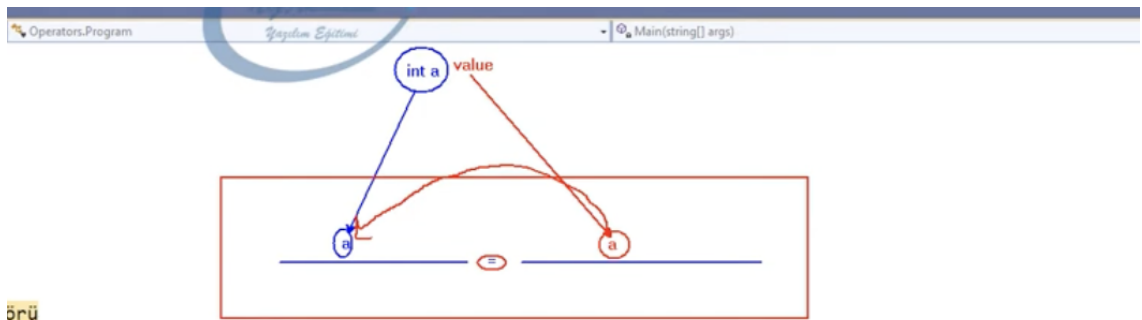 Operators.Program
Yazılım Eğitimi
Main(string[] args)
int a
value
a
a
=
örü